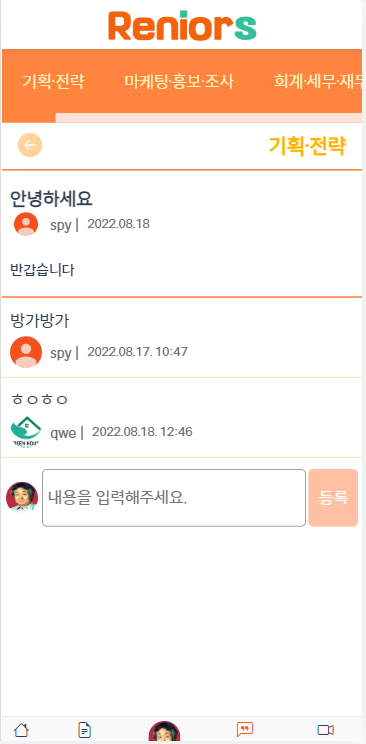 Reniors
기획·전략 마케팅·홍보·조사 회계·세무·재무
기획·전략
안녕하세요
spy | 2022.08.18
반갑습니다
방가방가
spy | 2022.08.17. 10:47
ㅎㅇㅎㅇ
qwe | 2022.08.18. 12:46
내용을 입력해주세요.
등록